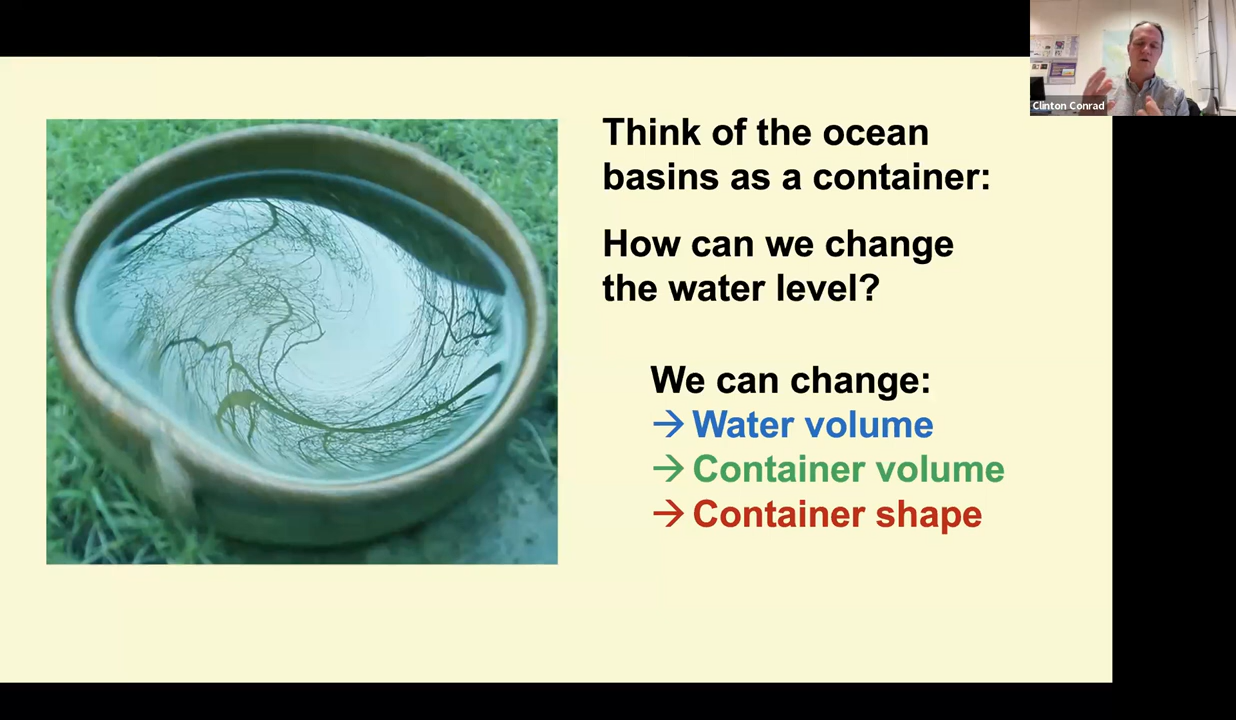 Clinton Conrad
Think of the ocean
basins as a container:
How can we change
the water level?
We can change:
→ Water volume
→ Container volume
→ Container shape